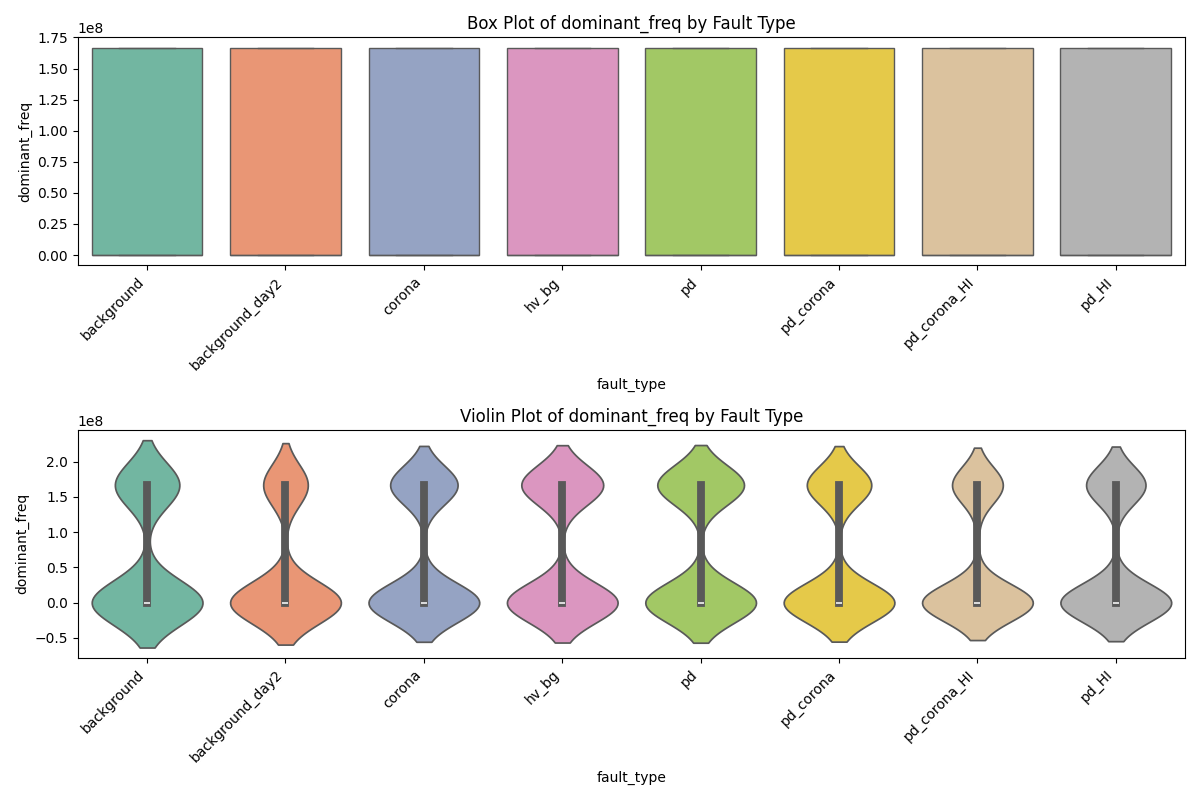 Box Plot of dominant_freq by Fault Type
1e8
1.75
1.50
1.25
1.00
0.75
0.50
0.25
0.00
dominant_freq
background
background_day2
corona
hv_bg
pd
pd_corona
pd_corona_HI
pd_HI
fault_type
Violin Plot of dominant_freq by Fault Type
1e8
2.0
1.5
1.0
0.5
0.0
−0.5
dominant_freq
background
background_day2
corona
hv_bg
pd
pd_corona
pd_corona_HI
pd_HI
fault_type